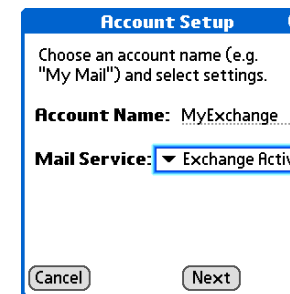 Account Setup
Choose an account name (e.g.
"My Mail") and select settings.
Account Name: MyExchange
Mail Service: Exchange Activ
Cancel Next